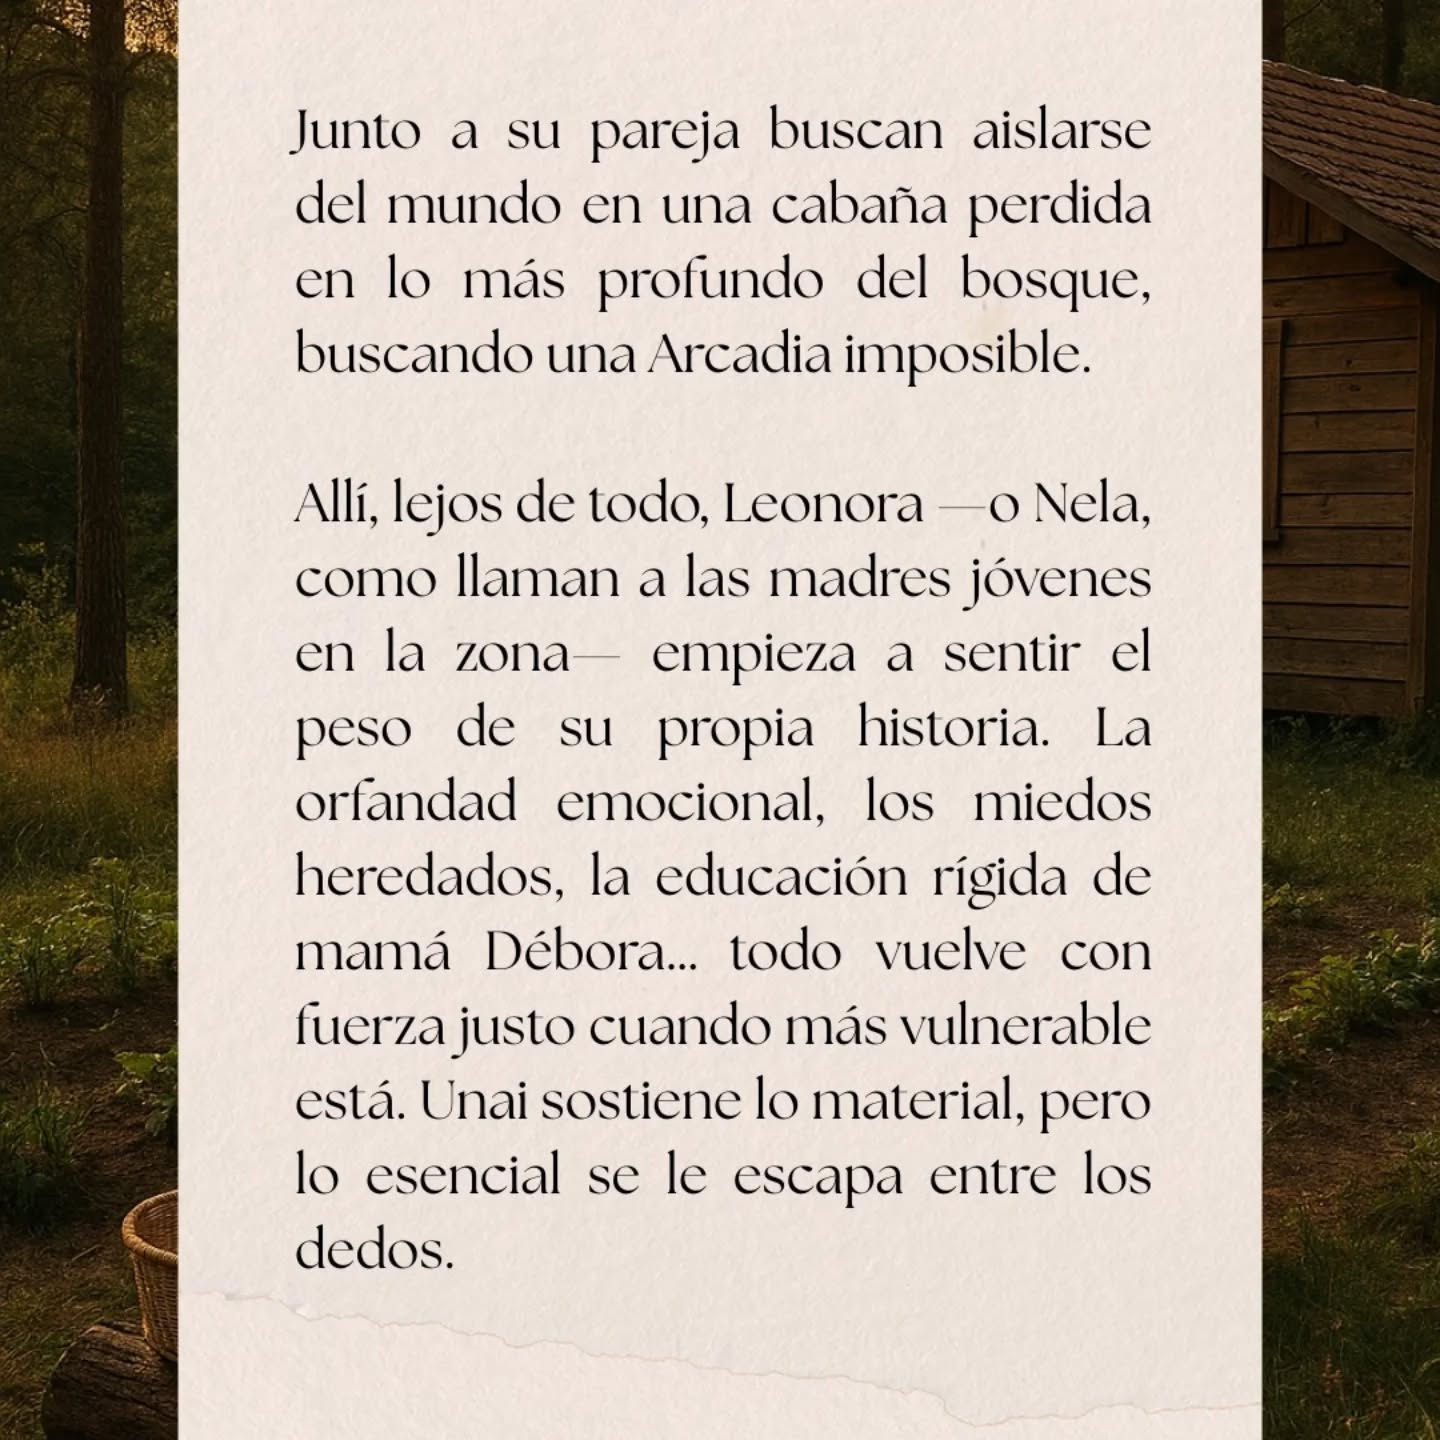 Junto a su pareja buscan aislarse
del mundo en una cabaña perdida
en lo más profundo del bosque,
buscando una Arcadia imposible.
Allí, lejos de todo, Leonora —o Nela,
como llaman a las madres jóvenes
en la zona— empieza a sentir el
peso de su propia historia. La
orfandad emocional, los miedos
heredados, la educación rígida de
mamá Débora... todo vuelve con
fuerza justo cuando más vulnerable
está. Unai sostiene lo material, pero
lo esencial se le escapa entre los
dedos.